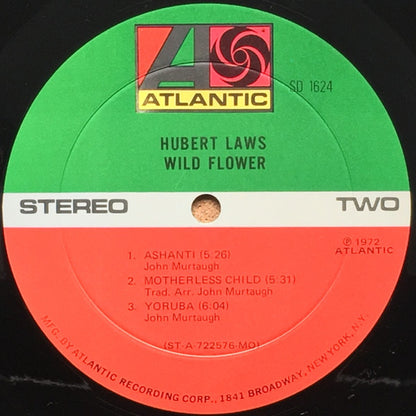 ATLANTIC
SD 1624
HUBERT LAWS
WILD FLOWER
STEREO
TWO
℗ 1972
ATLANTIC
1. ASHANTI (5:26)
John Murtaugh
2. MOTHERLESS CHILD (5:31)
Trad. Arr. John Murtaugh
3. YORUBA (6:04)
John Murtaugh
(ST-A-722576-MO)
MFG. BY ATLANTIC RECORDING CORP., 1841 BROADWAY, NEW YORK, N.Y.